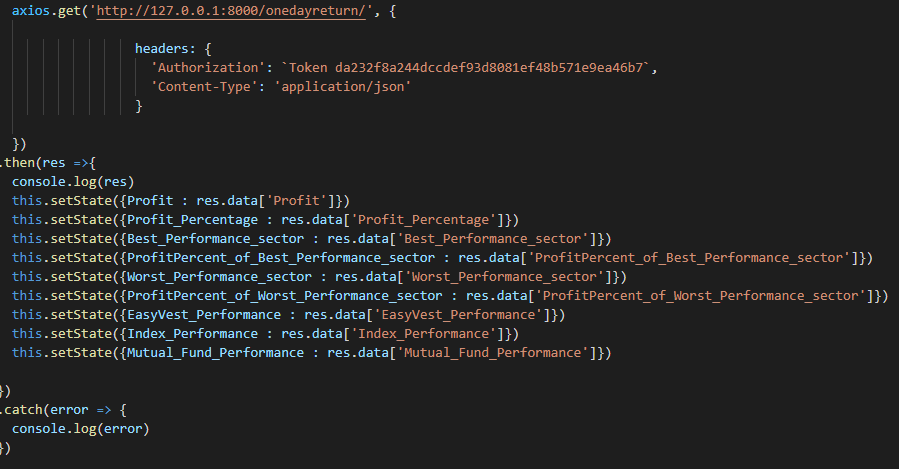 axios.get('http://127.0.0.1:8000/onedayreturn/', {
headers: {
'Authorization': `Token da232f8a244dccdef93d8081ef48b571e9ea46b7`,
'Content-Type': 'application/json'
}
})
.then(res =>{
console.log(res)
this.setState({Profit : res.data['Profit']})
this.setState({Profit_Percentage : res.data['Profit_Percentage']})
this.setState({Best_Performance_sector : res.data['Best_Performance_sector']})
this.setState({ProfitPercent_of_Best_Performance_sector : res.data['ProfitPercent_of_Best_Performance_sector']})
this.setState({Worst_Performance_sector : res.data['Worst_Performance_sector']})
this.setState({ProfitPercent_of_Worst_Performance_sector : res.data['ProfitPercent_of_Worst_Performance_sector']})
this.setState({EasyVest_Performance : res.data['EasyVest_Performance']})
this.setState({Index_Performance : res.data['Index_Performance']})
this.setState({Mutual_Fund_Performance : res.data['Mutual_Fund_Performance']})
})
.catch(error => {
console.log(error)
})